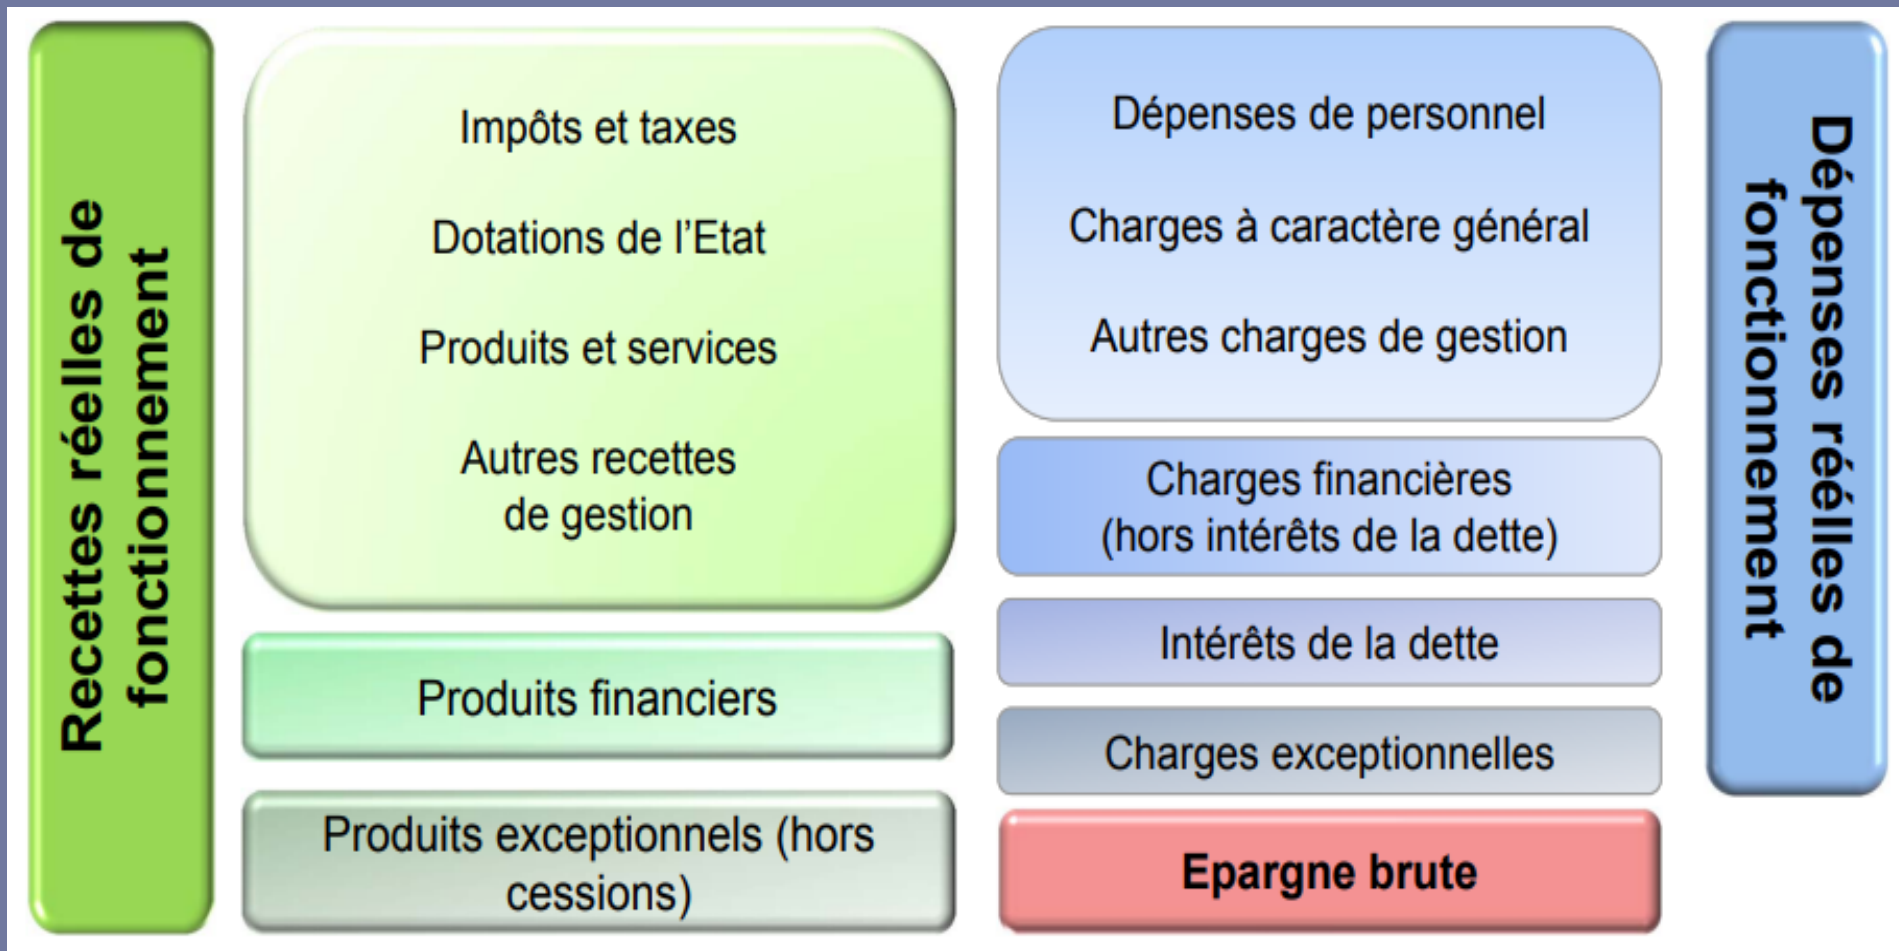 Recettes réelles de
fonctionnement
Impôts et taxes
Dotations de l’Etat
Produits et services
Autres recettes
de gestion
Produits financiers
Produits exceptionnels (hors
cessions)
Dépenses de personnel
Charges à caractère général
Autres charges de gestion
Charges financières
(hors intérêts de la dette)
Intérêts de la dette
Charges exceptionnelles
Epargne brute
Dépenses réélles de
fonctionnement